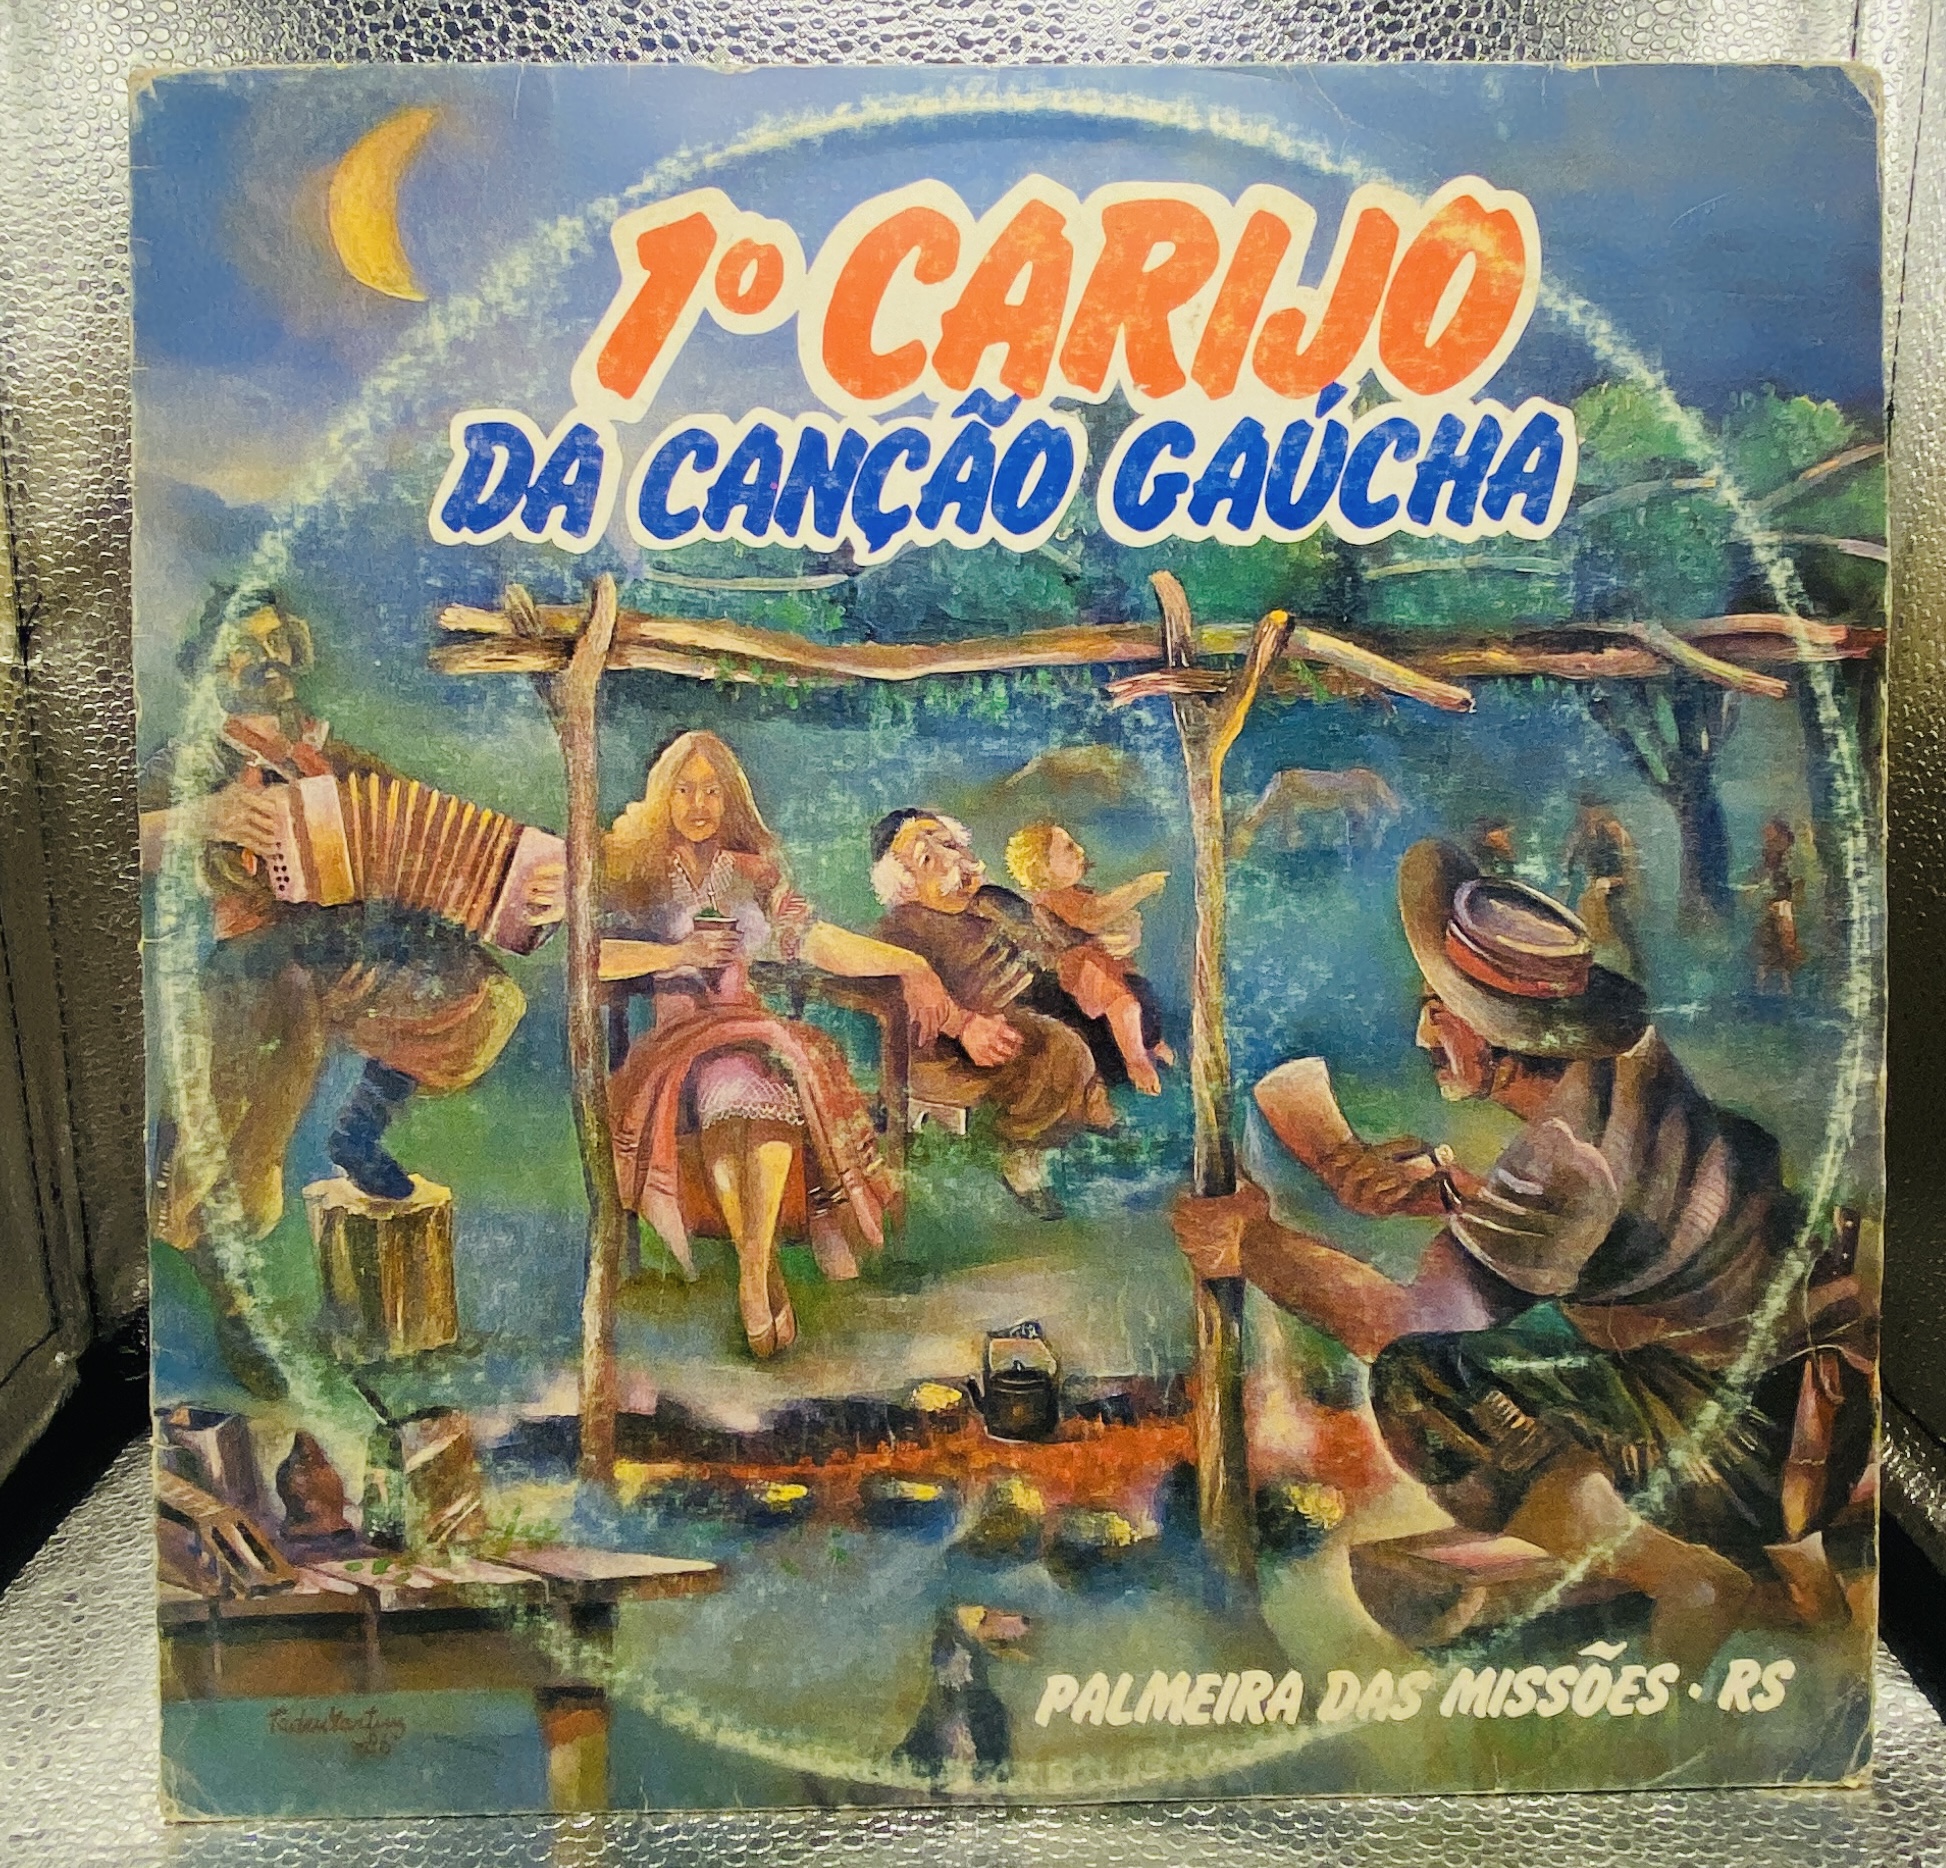 1º CARIJO
DA CANÇÃO GAÚCHA
PALMEIRA DAS MISSÕES · RS